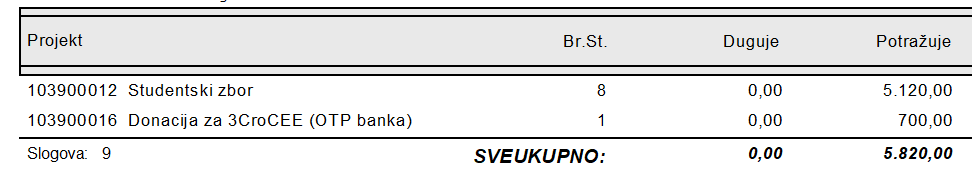 Projekt Br.St. Duguje Potražuje
103900012 Studentski zbor 8 0,00 5.120,00
103900016 Donacija za 3CroCEE (OTP banka) 1 0,00 700,00
Slogova: 9 SVEUKUPNO: 0,00 5.820,00